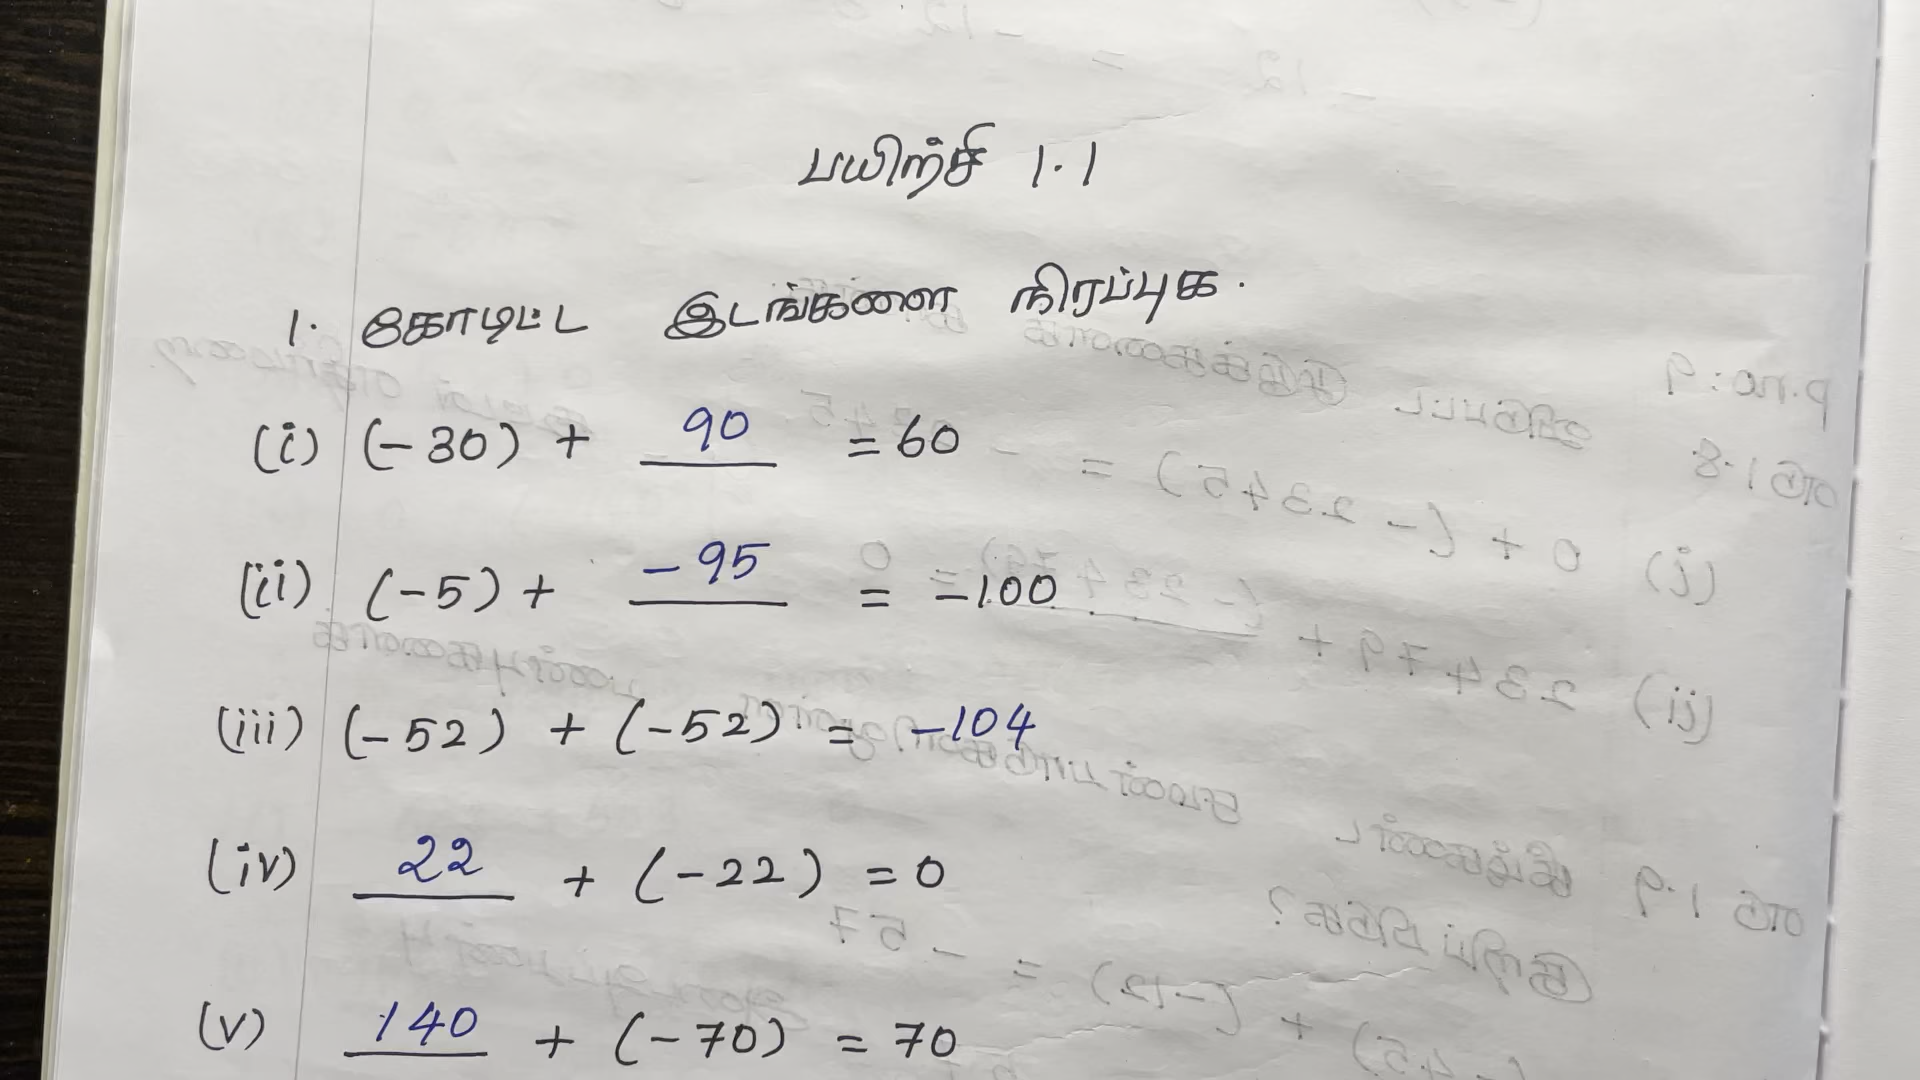 பயிற்சி 1.1
1. கோடிட்ட இடங்களை நிரப்புக.
(i) (-30) + 90 = 60
(ii) (-5) + -95 = -100
(iii) (-52) + (-52) = -104
(iv) 22 + (-22) = 0
(v) 140 + (-70) = 70